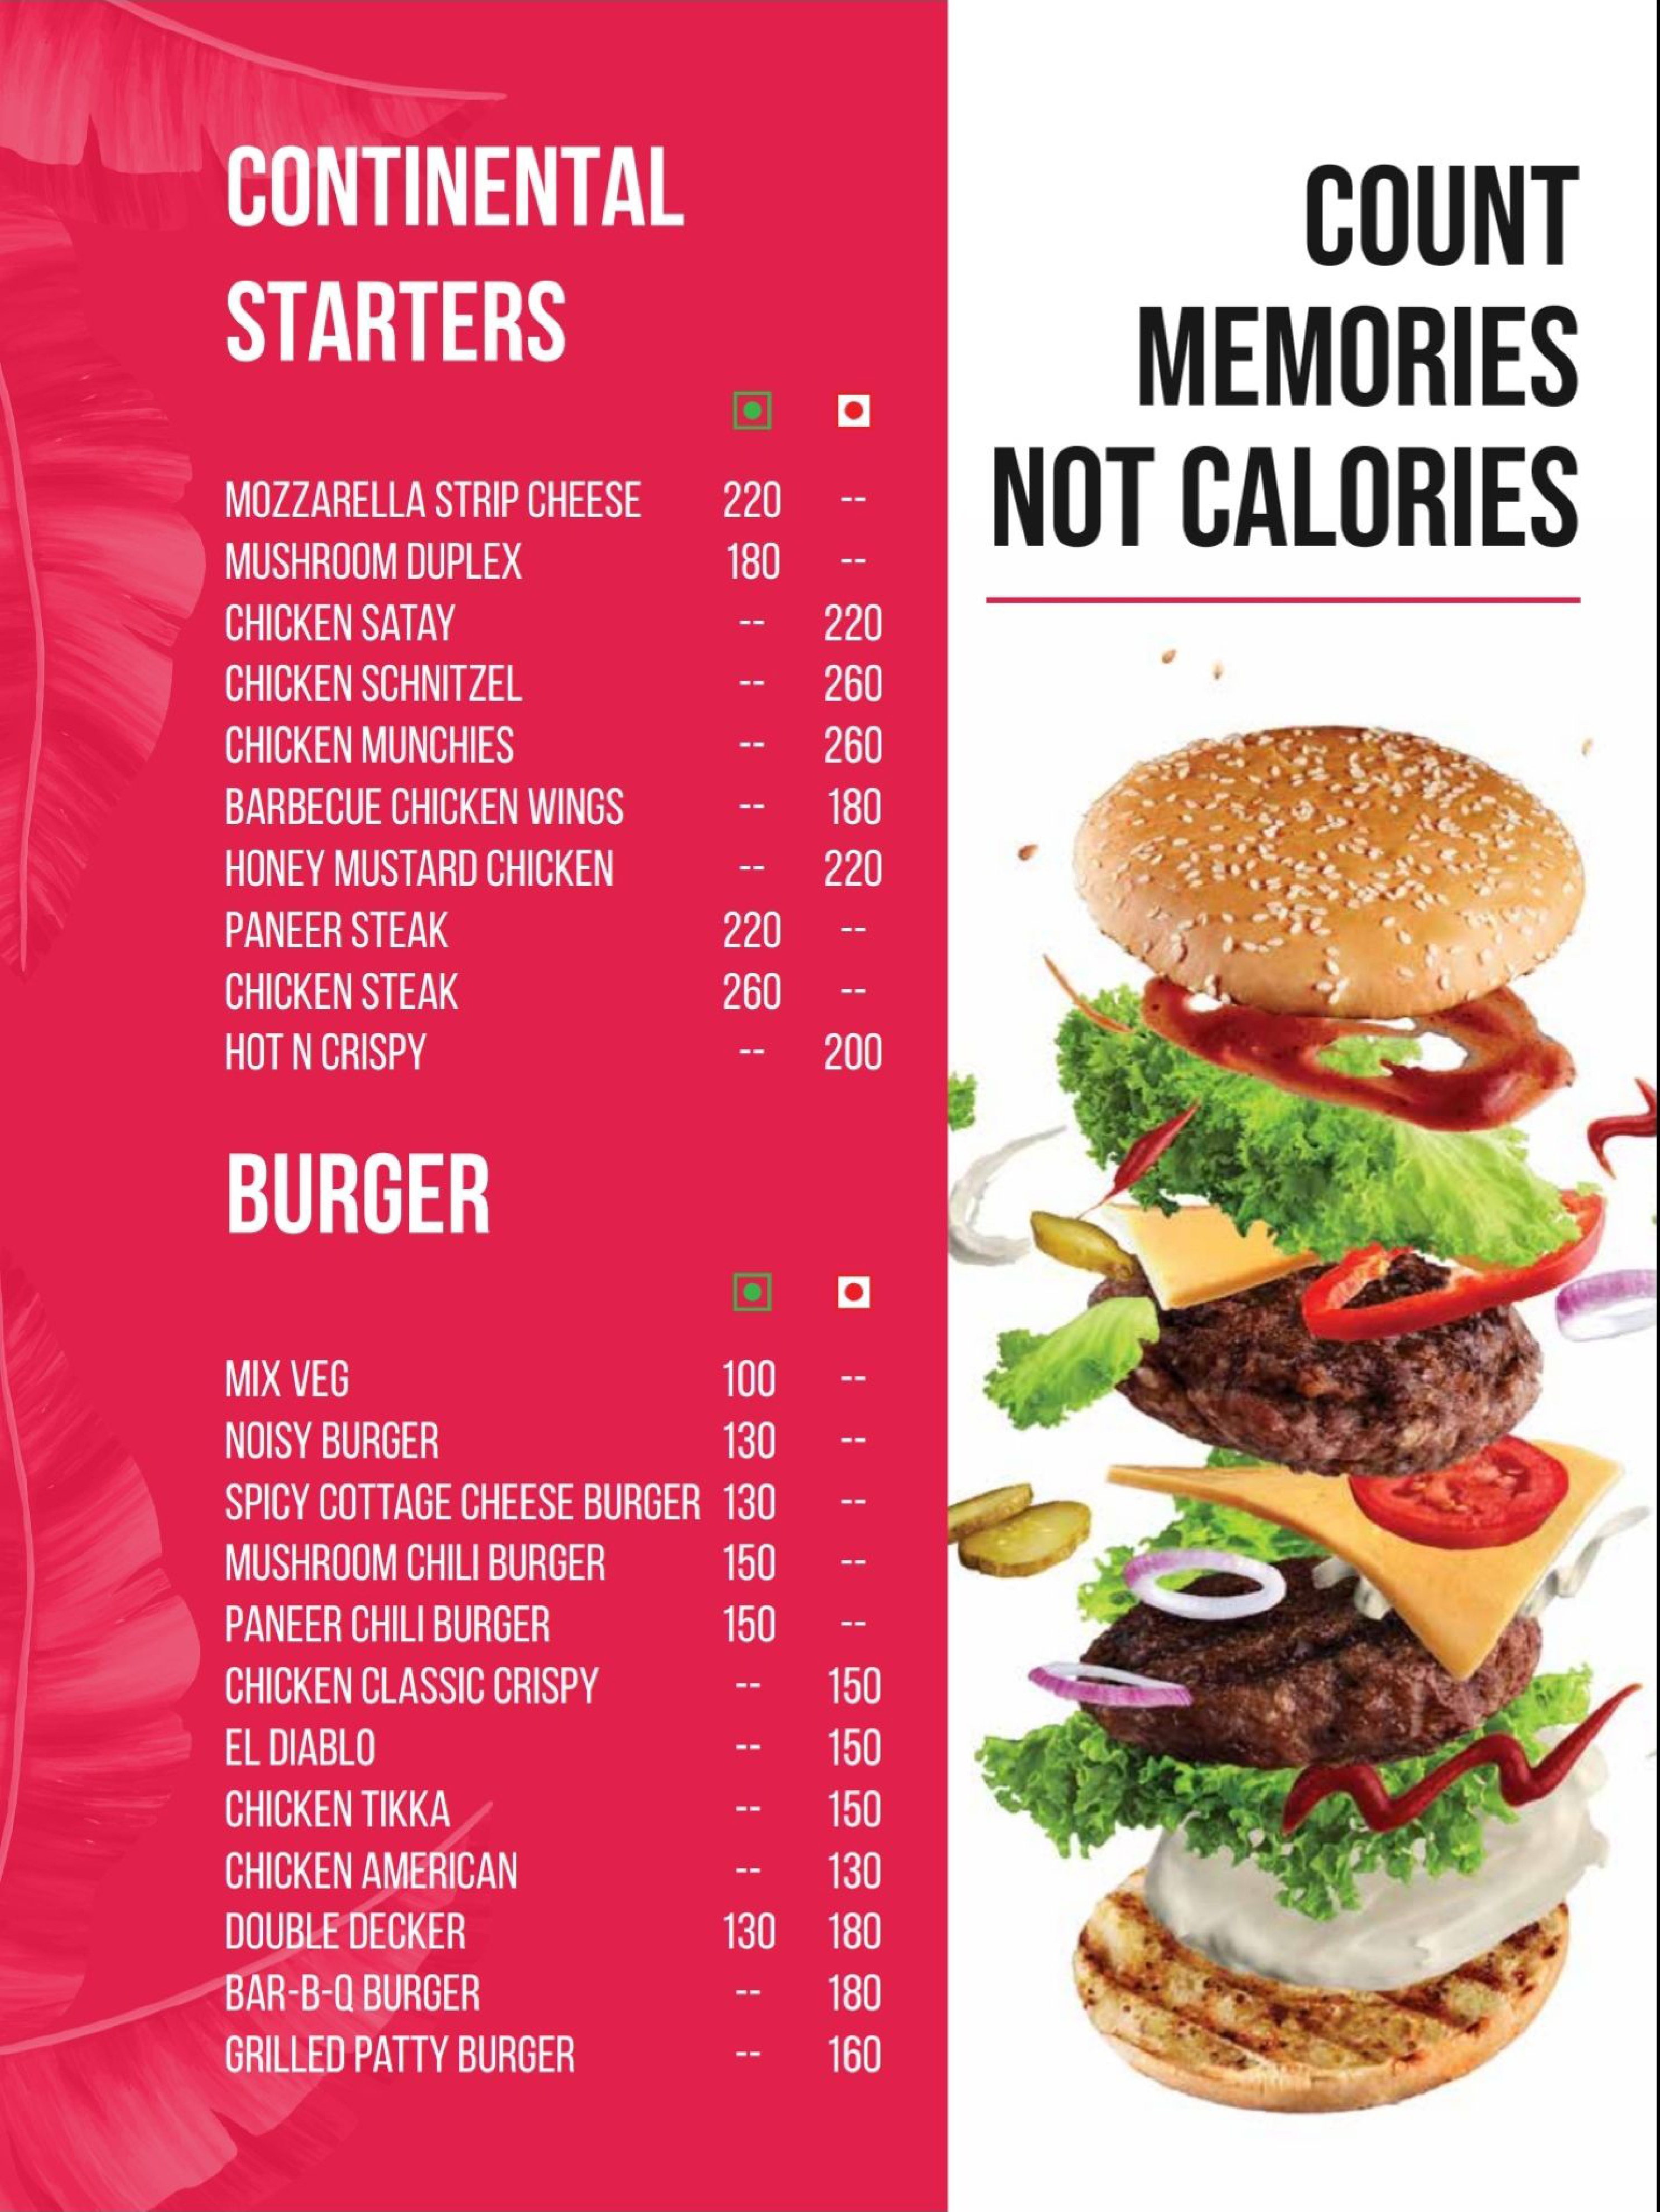 CONTINENTAL
STARTERS
MOZZARELLA STRIP CHEESE 220 --
MUSHROOM DUPLEX 180 --
CHICKEN SATAY -- 220
CHICKEN SCHNITZEL -- 260
CHICKEN MUNCHIES -- 260
BARBECUE CHICKEN WINGS -- 180
HONEY MUSTARD CHICKEN -- 220
PANEER STEAK 220 --
CHICKEN STEAK 260 --
HOT N CRISPY -- 200
BURGER
MIX VEG 100 --
NOISY BURGER 130 --
SPICY COTTAGE CHEESE BURGER 130 --
MUSHROOM CHILI BURGER 150 --
PANEER CHILI BURGER 150 --
CHICKEN CLASSIC CRISPY -- 150
EL DIABLO -- 150
CHICKEN TIKKA -- 150
CHICKEN AMERICAN -- 130
DOUBLE DECKER 130 180
BAR-B-Q BURGER -- 180
GRILLED PATTY BURGER -- 160
COUNT
MEMORIES
NOT CALORIES